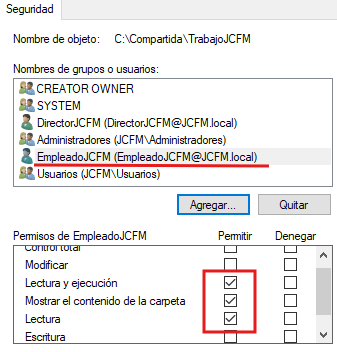 Seguridad
Nombre de objeto: C:\Compartida\TrabajoJCFM
Nombres de grupos o usuarios:
CREATOR OWNER
SYSTEM
DirectorJCFM (DirectorJCFM@JCFM.local)
Administradores (JCFM\Administradores)
EmpleadoJCFM (EmpleadoJCFM@JCFM.local)
Usuarios (JCFM\Usuarios)
Agregar... Quitar
Permisos de EmpleadoJCFM Permitir Denegar
Control total
Modificar
Lectura y ejecución
Mostrar el contenido de la carpeta
Lectura
Escritura